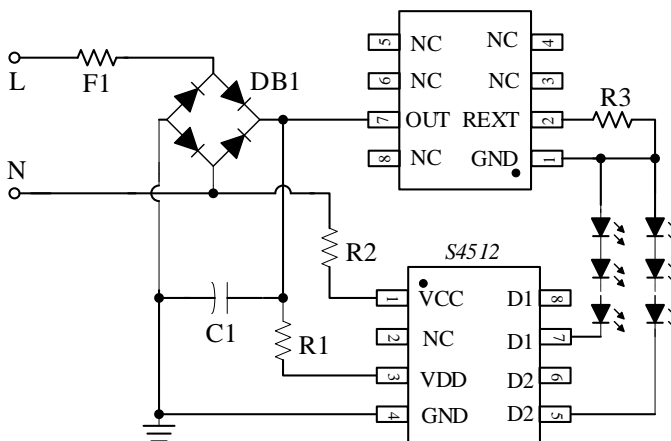 L
F1
DB1
N
5 NC
NC 4
6 NC
NC 3
7 OUT
REXT 2
R3
8 NC
GND 1
R2
S4512
C1
R1
1 VCC
D1 8
2 NC
D1 7
3 VDD
D2 6
4 GND
D2 5